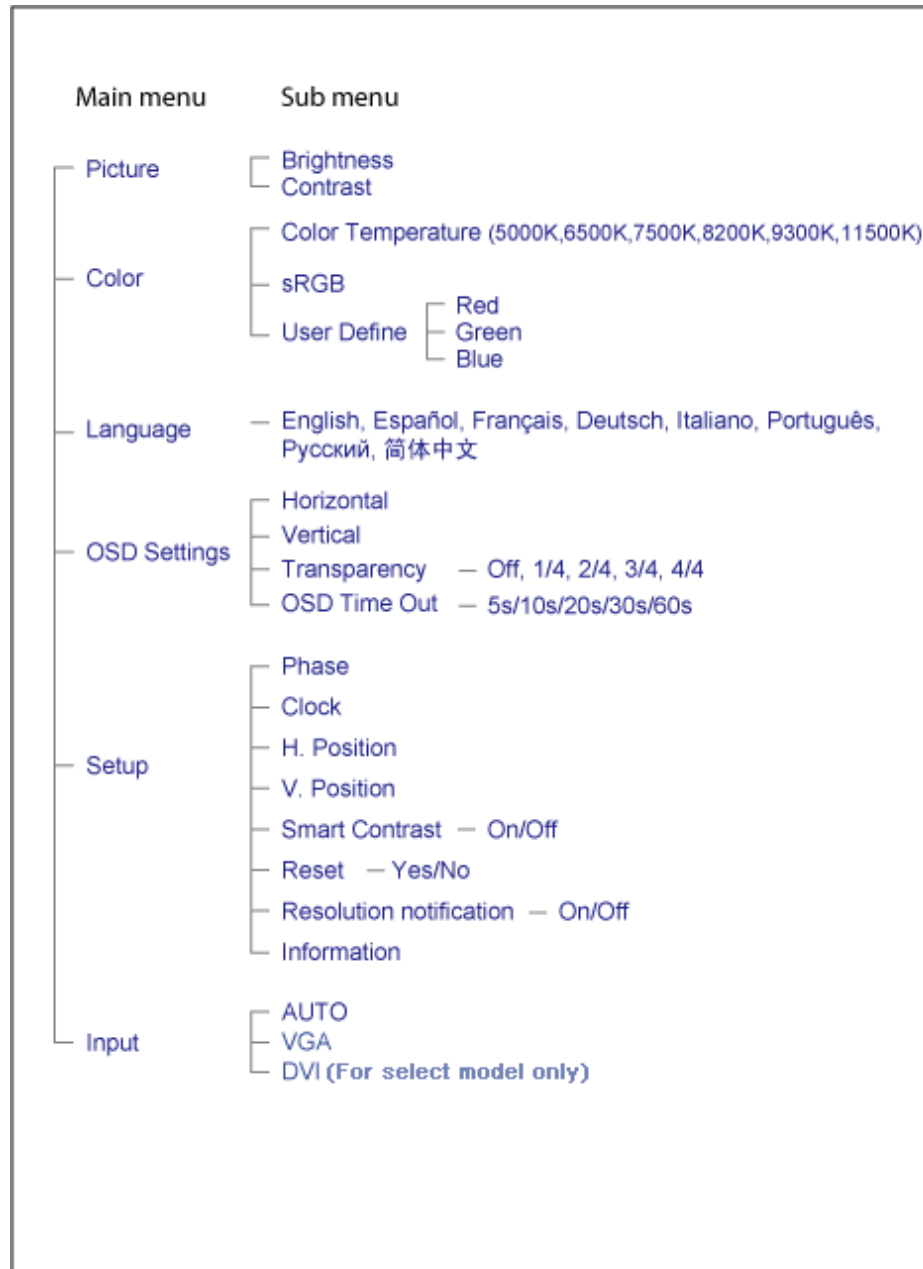 Main menu Sub menu
Picture Brightness
Contrast
Color Temperature (5000K,6500K,7500K,8200K,9300K,11500K)
Color sRGB
Red
User Define Green
Blue
Language English, Español, Français, Deutsch, Italiano, Português,
Русский, 简体中文
Horizontal
Vertical
OSD Settings
Transparency Off, 1/4, 2/4, 3/4, 4/4
OSD Time Out 5s/10s/20s/30s/60s
Phase
Clock
H. Position
Setup
V. Position
Smart Contrast On/Off
Reset Yes/No
Resolution notification On/Off
Information
AUTO
Input VGA
DVI (For select model only)